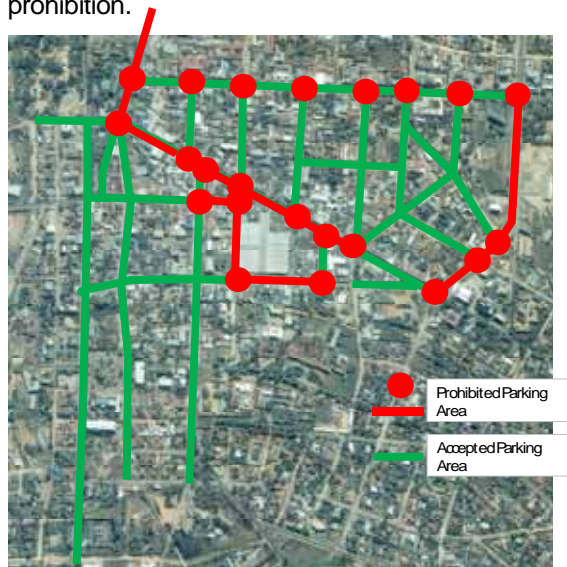 prohibition.
Prohibited Parking
Area
Accepted Parking
Area